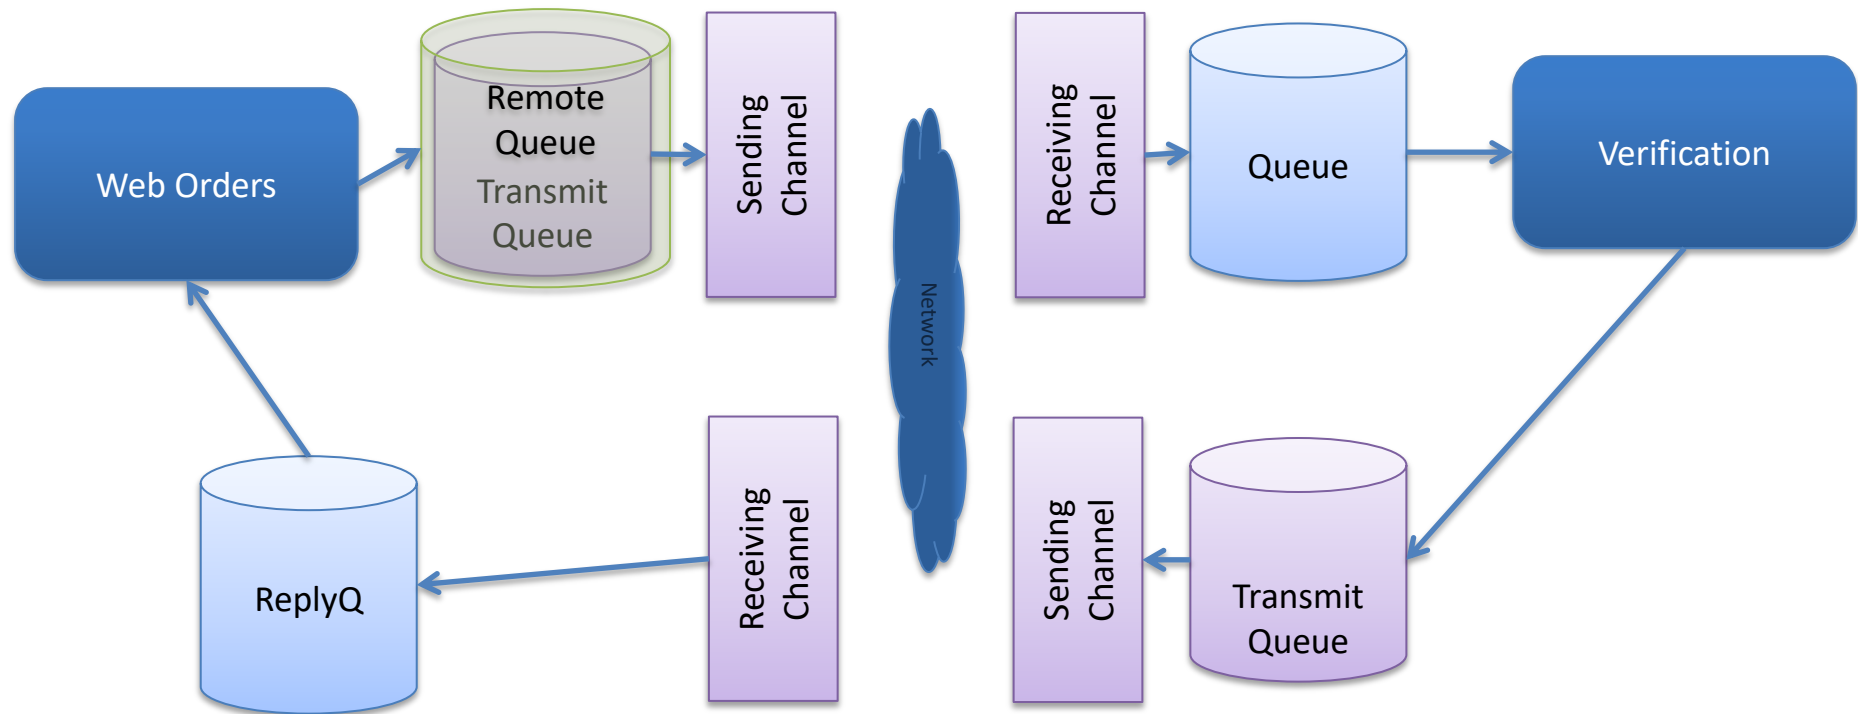 Web Orders
Remote
Queue
Transmit
Queue
Sending
Channel
Network
Receiving
Channel
Queue
Verification
ReplyQ
Receiving
Channel
Sending
Channel
Transmit
Queue